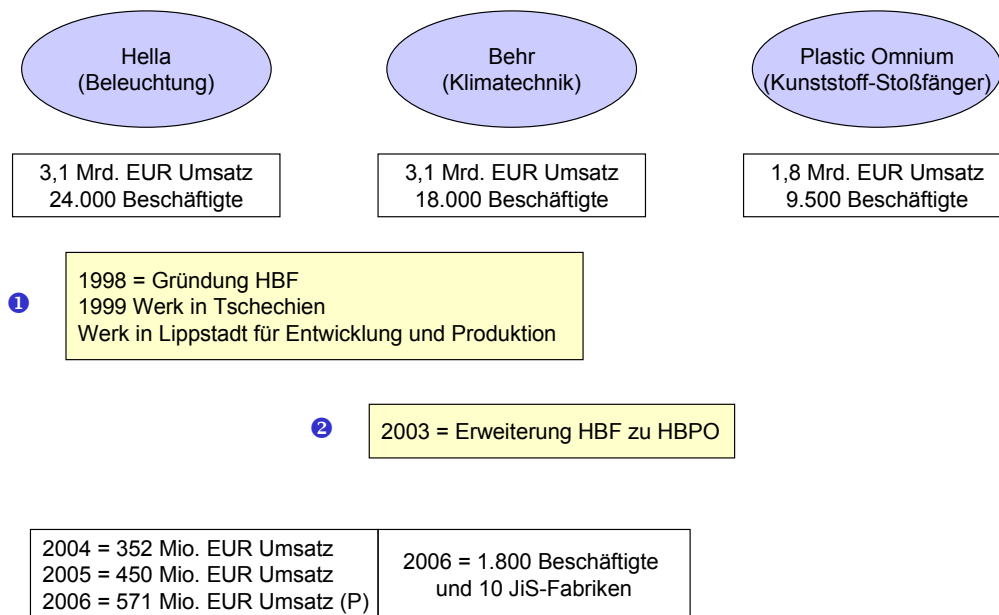 Hella
(Beleuchtung)
Behr
(Klimatechnik)
Plastic Omnium
(Kunststoff-Stoßfänger)
3,1 Mrd. EUR Umsatz
24.000 Beschäftigte
3,1 Mrd. EUR Umsatz
18.000 Beschäftigte
1,8 Mrd. EUR Umsatz
9.500 Beschäftigte
❶
1998 = Gründung HBF
1999 Werk in Tschechien
Werk in Lippstadt für Entwicklung und Produktion
❷
2003 = Erweiterung HBF zu HBPO
2004 = 352 Mio. EUR Umsatz
2005 = 450 Mio. EUR Umsatz
2006 = 571 Mio. EUR Umsatz (P)
2006 = 1.800 Beschäftigte
und 10 JiS-Fabriken